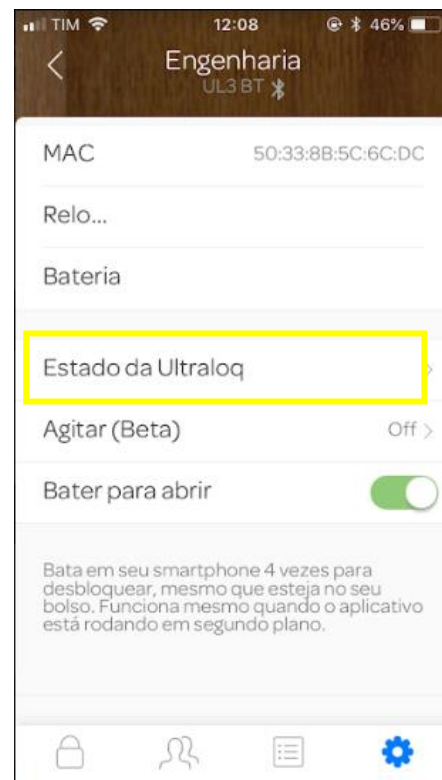 TIM 12:08 46%
Engenharia
UL3 BT
MAC 50:33:8B:5C:6C:DC
Relo...
Bateria
Estado da Ultraloq
Agitar (Beta) Off
Bater para abrir
Bata em seu smartphone 4 vezes para
desbloquear, mesmo que esteja no seu
bolso. Funciona mesmo quando o aplicativo
está rodando em segundo plano.